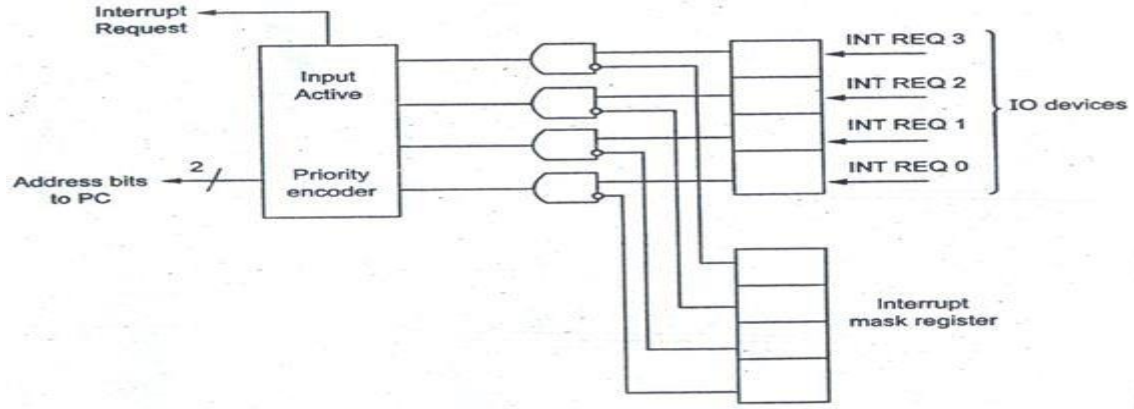 Interrupt
Request
Input
Active
Priority
encoder
2
Address bits
to PC
INT REQ 3
INT REQ 2
INT REQ 1
INT REQ 0
IO devices
Interrupt
mask register